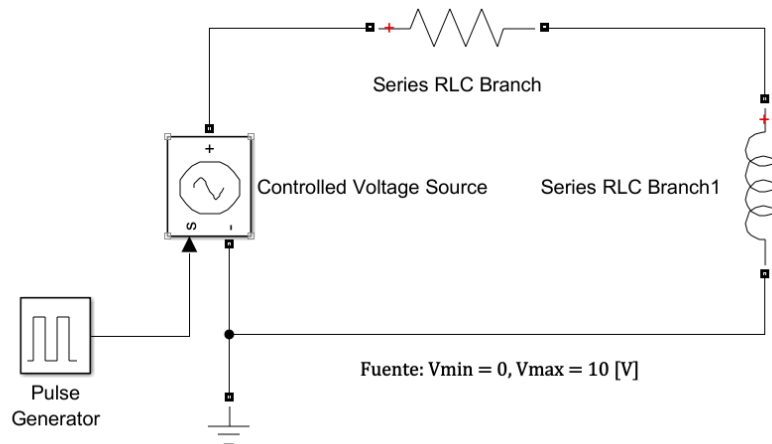 Series RLC Branch
+
Controlled Voltage Source
Series RLC Branch1
s
-
Pulse
Generator
Fuente: Vmin = 0, Vmax = 10 [V]